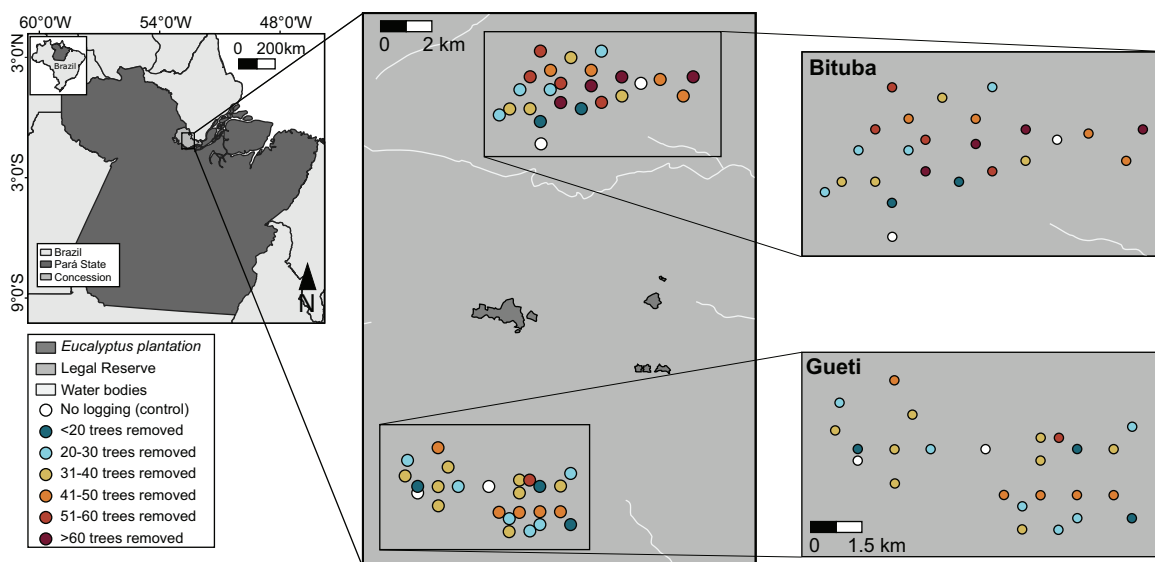 60°0'W 54°0'W 48°0'W
3°0'N
3°0'S
9°0'S
Brazil
0 200km
Brazil
Pará State
Concession
N
Eucalyptus plantation
Legal Reserve
Water bodies
No logging (control)
<20 trees removed
20-30 trees removed
31-40 trees removed
41-50 trees removed
51-60 trees removed
>60 trees removed
0 2 km
Bituba
Gueti
0 1.5 km